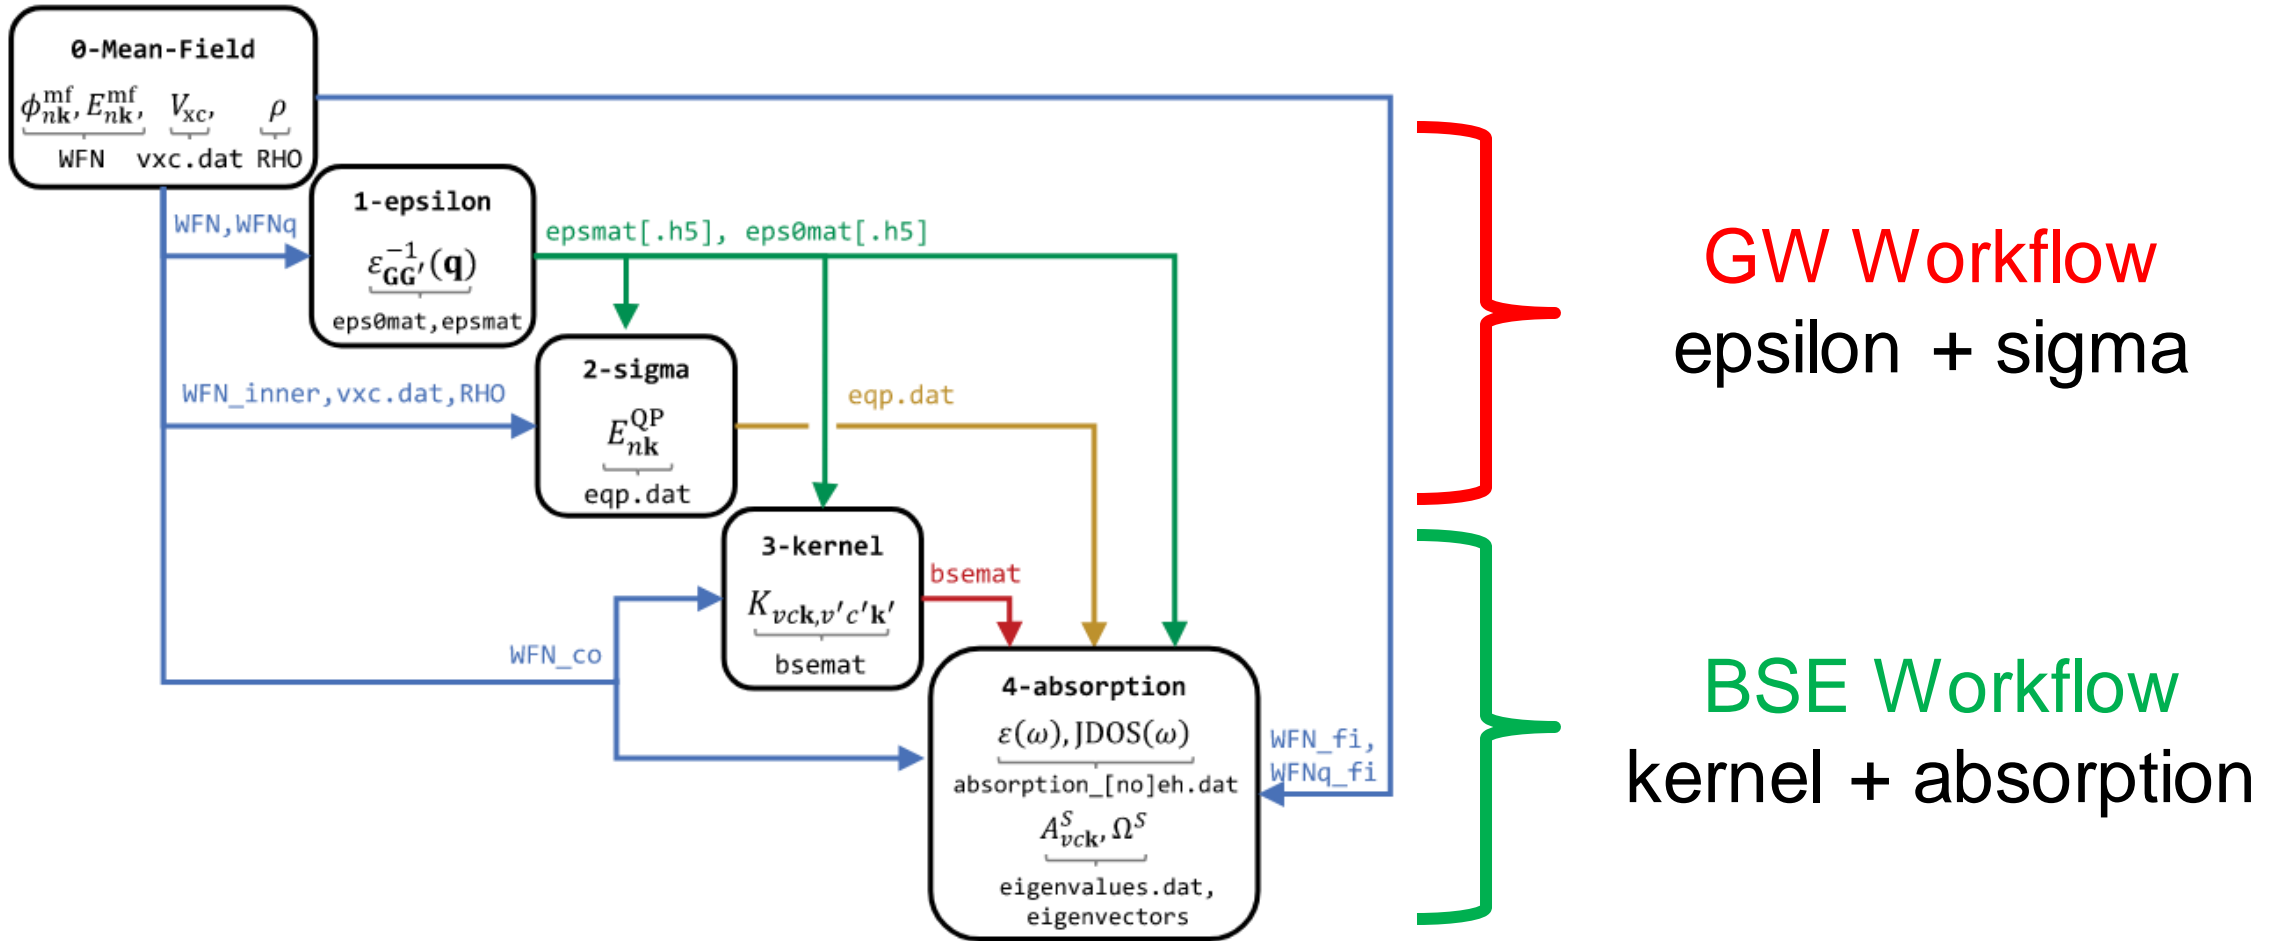 0-Mean-Field
ϕ^mf_nk, E^mf_nk, V_xc, ρ
WFN vxc.dat RHO
WFN,WFNq
1-epsilon
ε^−1_GG′(q)
eps0mat,epsmat
epsmat[.h5], eps0mat[.h5]
WFN_inner,vxc.dat,RHO
2-sigma
E^QP_nk
eqp.dat
eqp.dat
3-kernel
K_vck,v′c′k′
bsemat
bsemat
WFN_co
4-absorption
ε(ω),JDOS(ω)
absorption_[no]eh.dat
A^S_vck, Ω^S
eigenvalues.dat,
eigenvectors
WFN_fi,
WFNq_fi
GW Workflow
epsilon + sigma
BSE Workflow
kernel + absorption